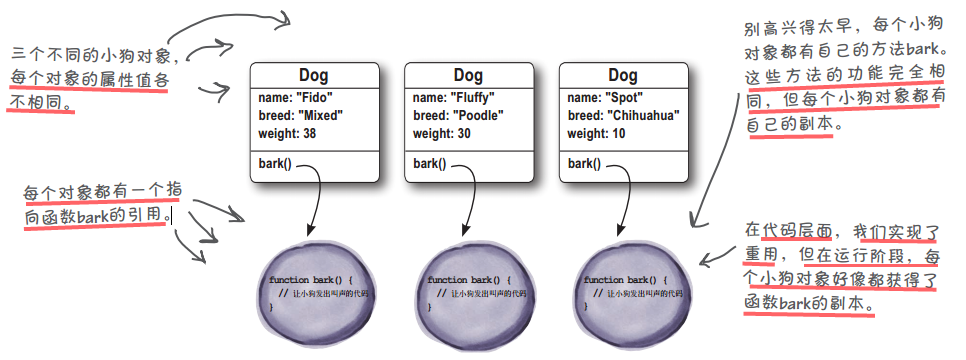 三个不同的小狗对象，
每个对象的属性值各
不相同。
别高兴得太早，每个小狗
对象都有自己的方法bark。
这些方法的功能完全相
同，但每个小狗对象都有
自己的副本。
Dog
name: "Fido"
breed: "Mixed"
weight: 38
bark()
Dog
name: "Fluffy"
breed: "Poodle"
weight: 30
bark()
Dog
name: "Spot"
breed: "Chihuahua"
weight: 10
bark()
每个对象都有一个指
向函数bark的引用。
function bark() {
// 让小狗发出叫声的代码
}
function bark() {
// 让小狗发出叫声的代码
}
function bark() {
// 让小狗发出叫声的代码
}
在代码层面，我们实现了
重用，但在运行阶段，每
个小狗对象好像都获得了
函数bark的副本。